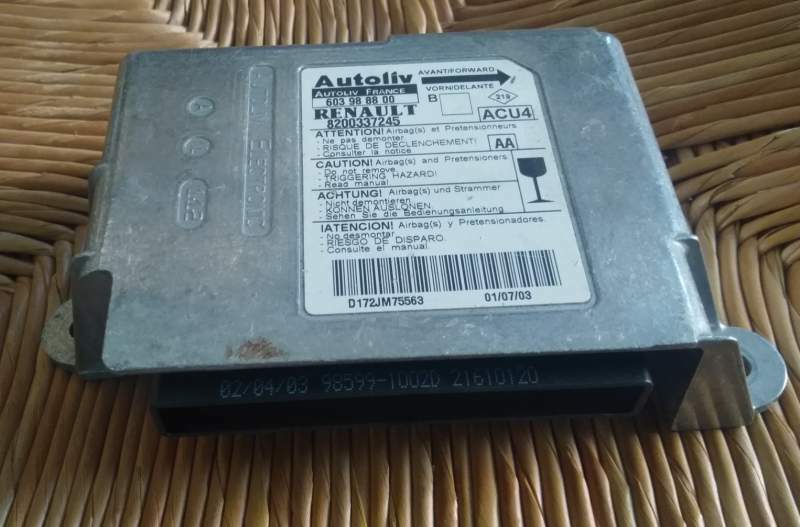 Autoliv
AUTOLIV FRANCE
603 98 88 00
RENAULT
8200337245
AVANT/FORWARD
VORN/DELANTE
B
219
ACU4
AA
ATTENTION! Airbag(s) et Pretensionneurs
- Ne pas demonter
- RISQUE DE DECLENCHEMENT!
- Consulter la notice
CAUTION! Airbag(s) and Pretensioners
- Do not remove
- TRIGGERING HAZARD!
- Read manual
ACHTUNG! Airbag(s) und Strammer
- Nicht demontieren
- KÖNNEN AUSLÖNEN
- Sehen Sie die Bedienungsanleitung
¡ATENCION! Airbag(s) y Pretensionadores
- No desmontar
- RIESGO DE DISPARO
- Consulte el manual
D172JM75563 01/07/03
02/04/03 98599-1002D 21610120